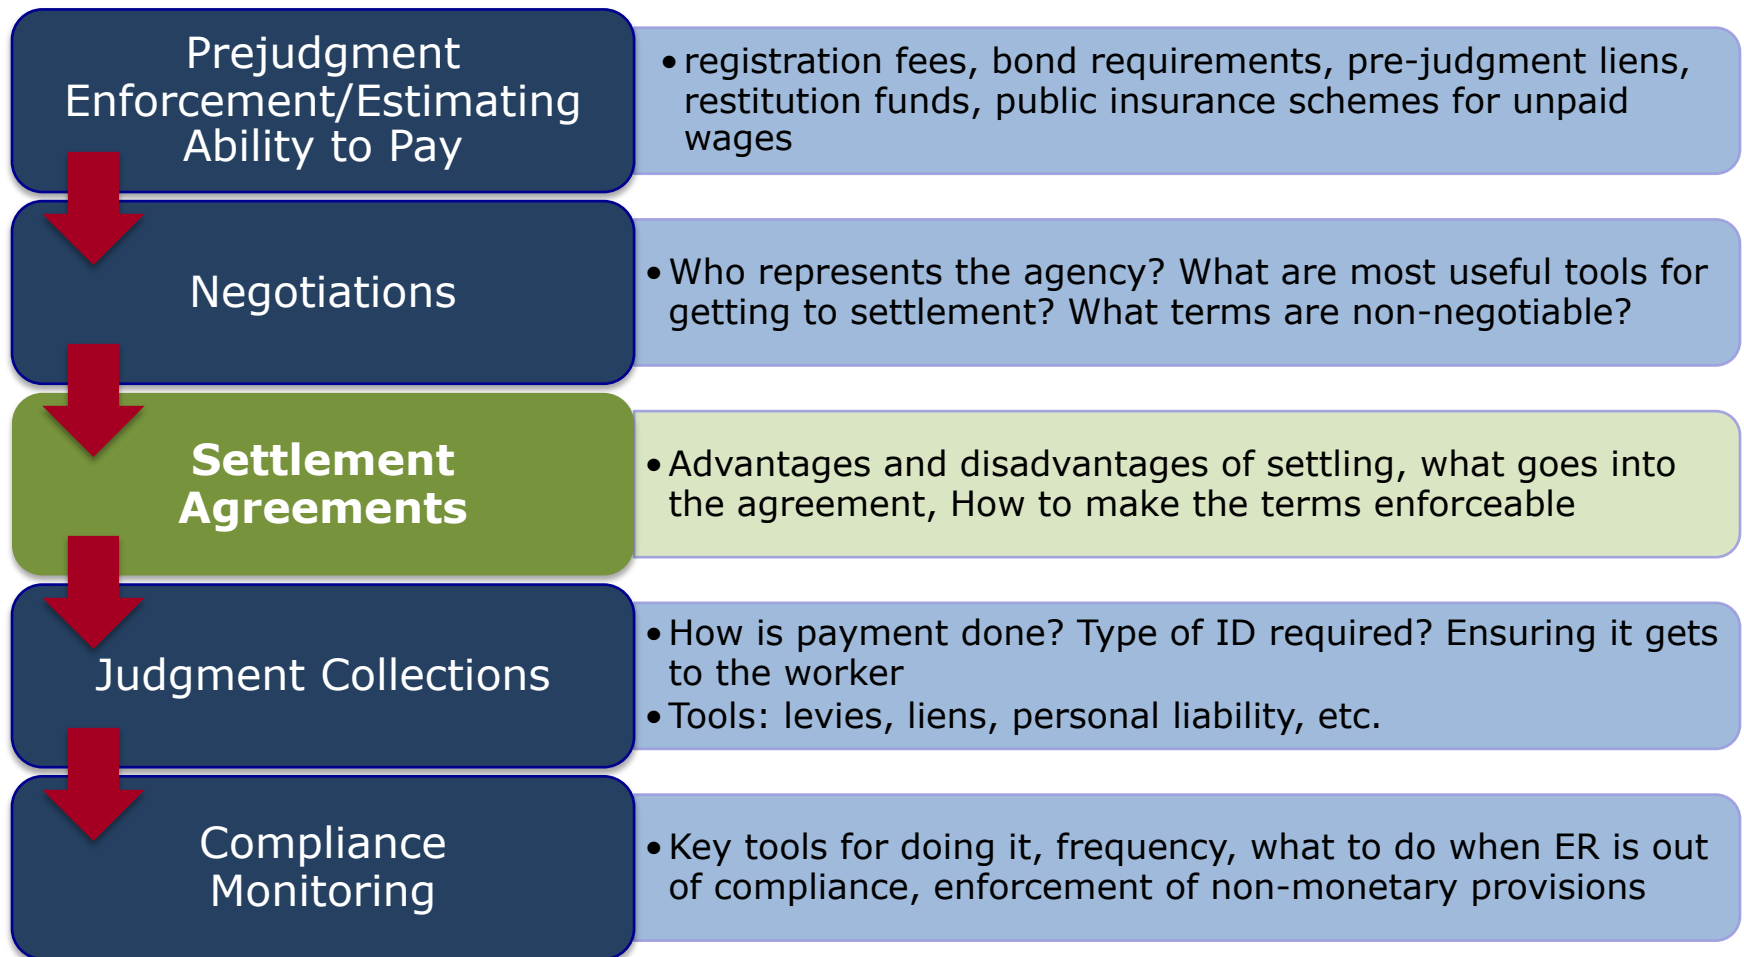 Prejudgment
Enforcement/Estimating
Ability to Pay
• registration fees, bond requirements, pre-judgment liens,
restitution funds, public insurance schemes for unpaid
wages
Negotiations
• Who represents the agency? What are most useful tools for
getting to settlement? What terms are non-negotiable?
Settlement
Agreements
• Advantages and disadvantages of settling, what goes into
the agreement, How to make the terms enforceable
Judgment Collections
• How is payment done? Type of ID required? Ensuring it gets
to the worker
• Tools: levies, liens, personal liability, etc.
Compliance
Monitoring
• Key tools for doing it, frequency, what to do when ER is out
of compliance, enforcement of non-monetary provisions